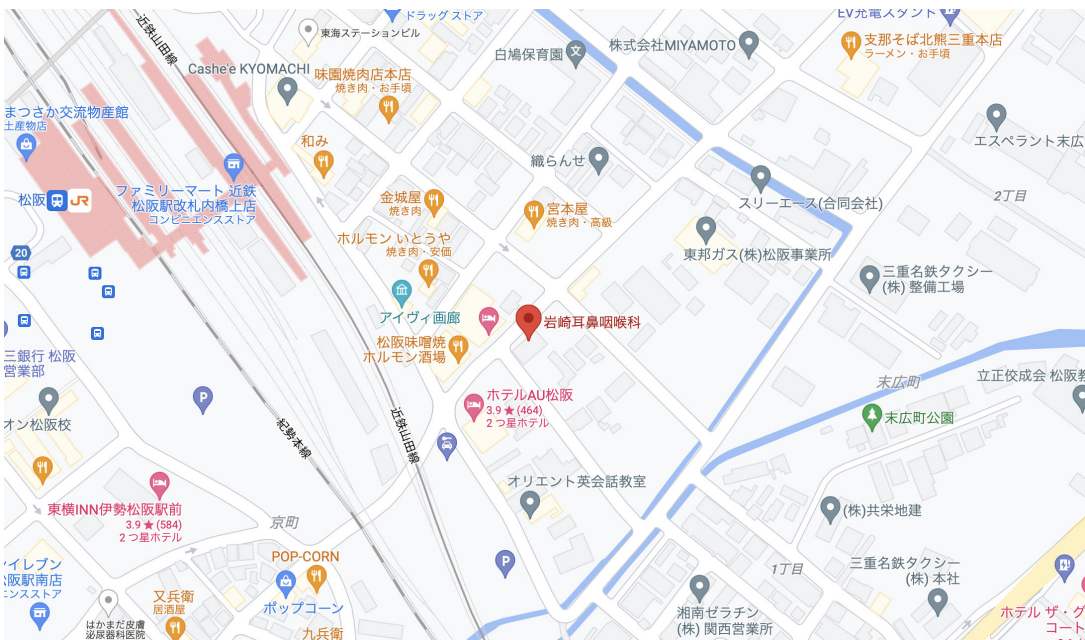 近鉄山田線
東海ステーションビル
ドラッグ ストア
白鳩保育園
株式会社MIYAMOTO
EV充電スタンド
支那そば北熊三重本店
ラーメン・お手頃
Cashe'e KYOMACHI
味園焼肉店本店
焼き肉・お手頃
まつさか交流物産館
土産物店
和み
織らんせ
エスペラント末広
松阪
JR
ファミリーマート 近鉄
松阪駅改札内橋上店
コンビニエンスストア
金城屋
焼き肉
宮本屋
焼き肉・高級
スリーエース(合同会社)
2丁目
20
ホルモン いとうや
焼き肉・安価
東邦ガス(株)松阪事業所
三重名鉄タクシー
(株) 整備工場
アイヴィ画廊
岩崎耳鼻咽喉科
松阪味噌焼
ホルモン酒場
三銀行 松阪
営業部
P
ホテルAU松阪
3.9 ★ (464)
2 つ星ホテル
末広町
立正佼成会 松阪教
末広町公園
オン松阪校
紀勢本線
近鉄山田線
オリエント英会話教室
東横INN伊勢松阪駅前
3.9 ★ (584)
2 つ星ホテル
京町
(株)共栄地建
POP-CORN
ポップコーン
P
1丁目
三重名鉄タクシー
(株) 本社
イレブン
松阪駅南店
ニエンスストア
又兵衛
居酒屋
はかまだ皮膚
泌尿器科医院
九兵衛
湘南ゼラチン
(株) 関西営業所
ホテル ザ・グ
コート